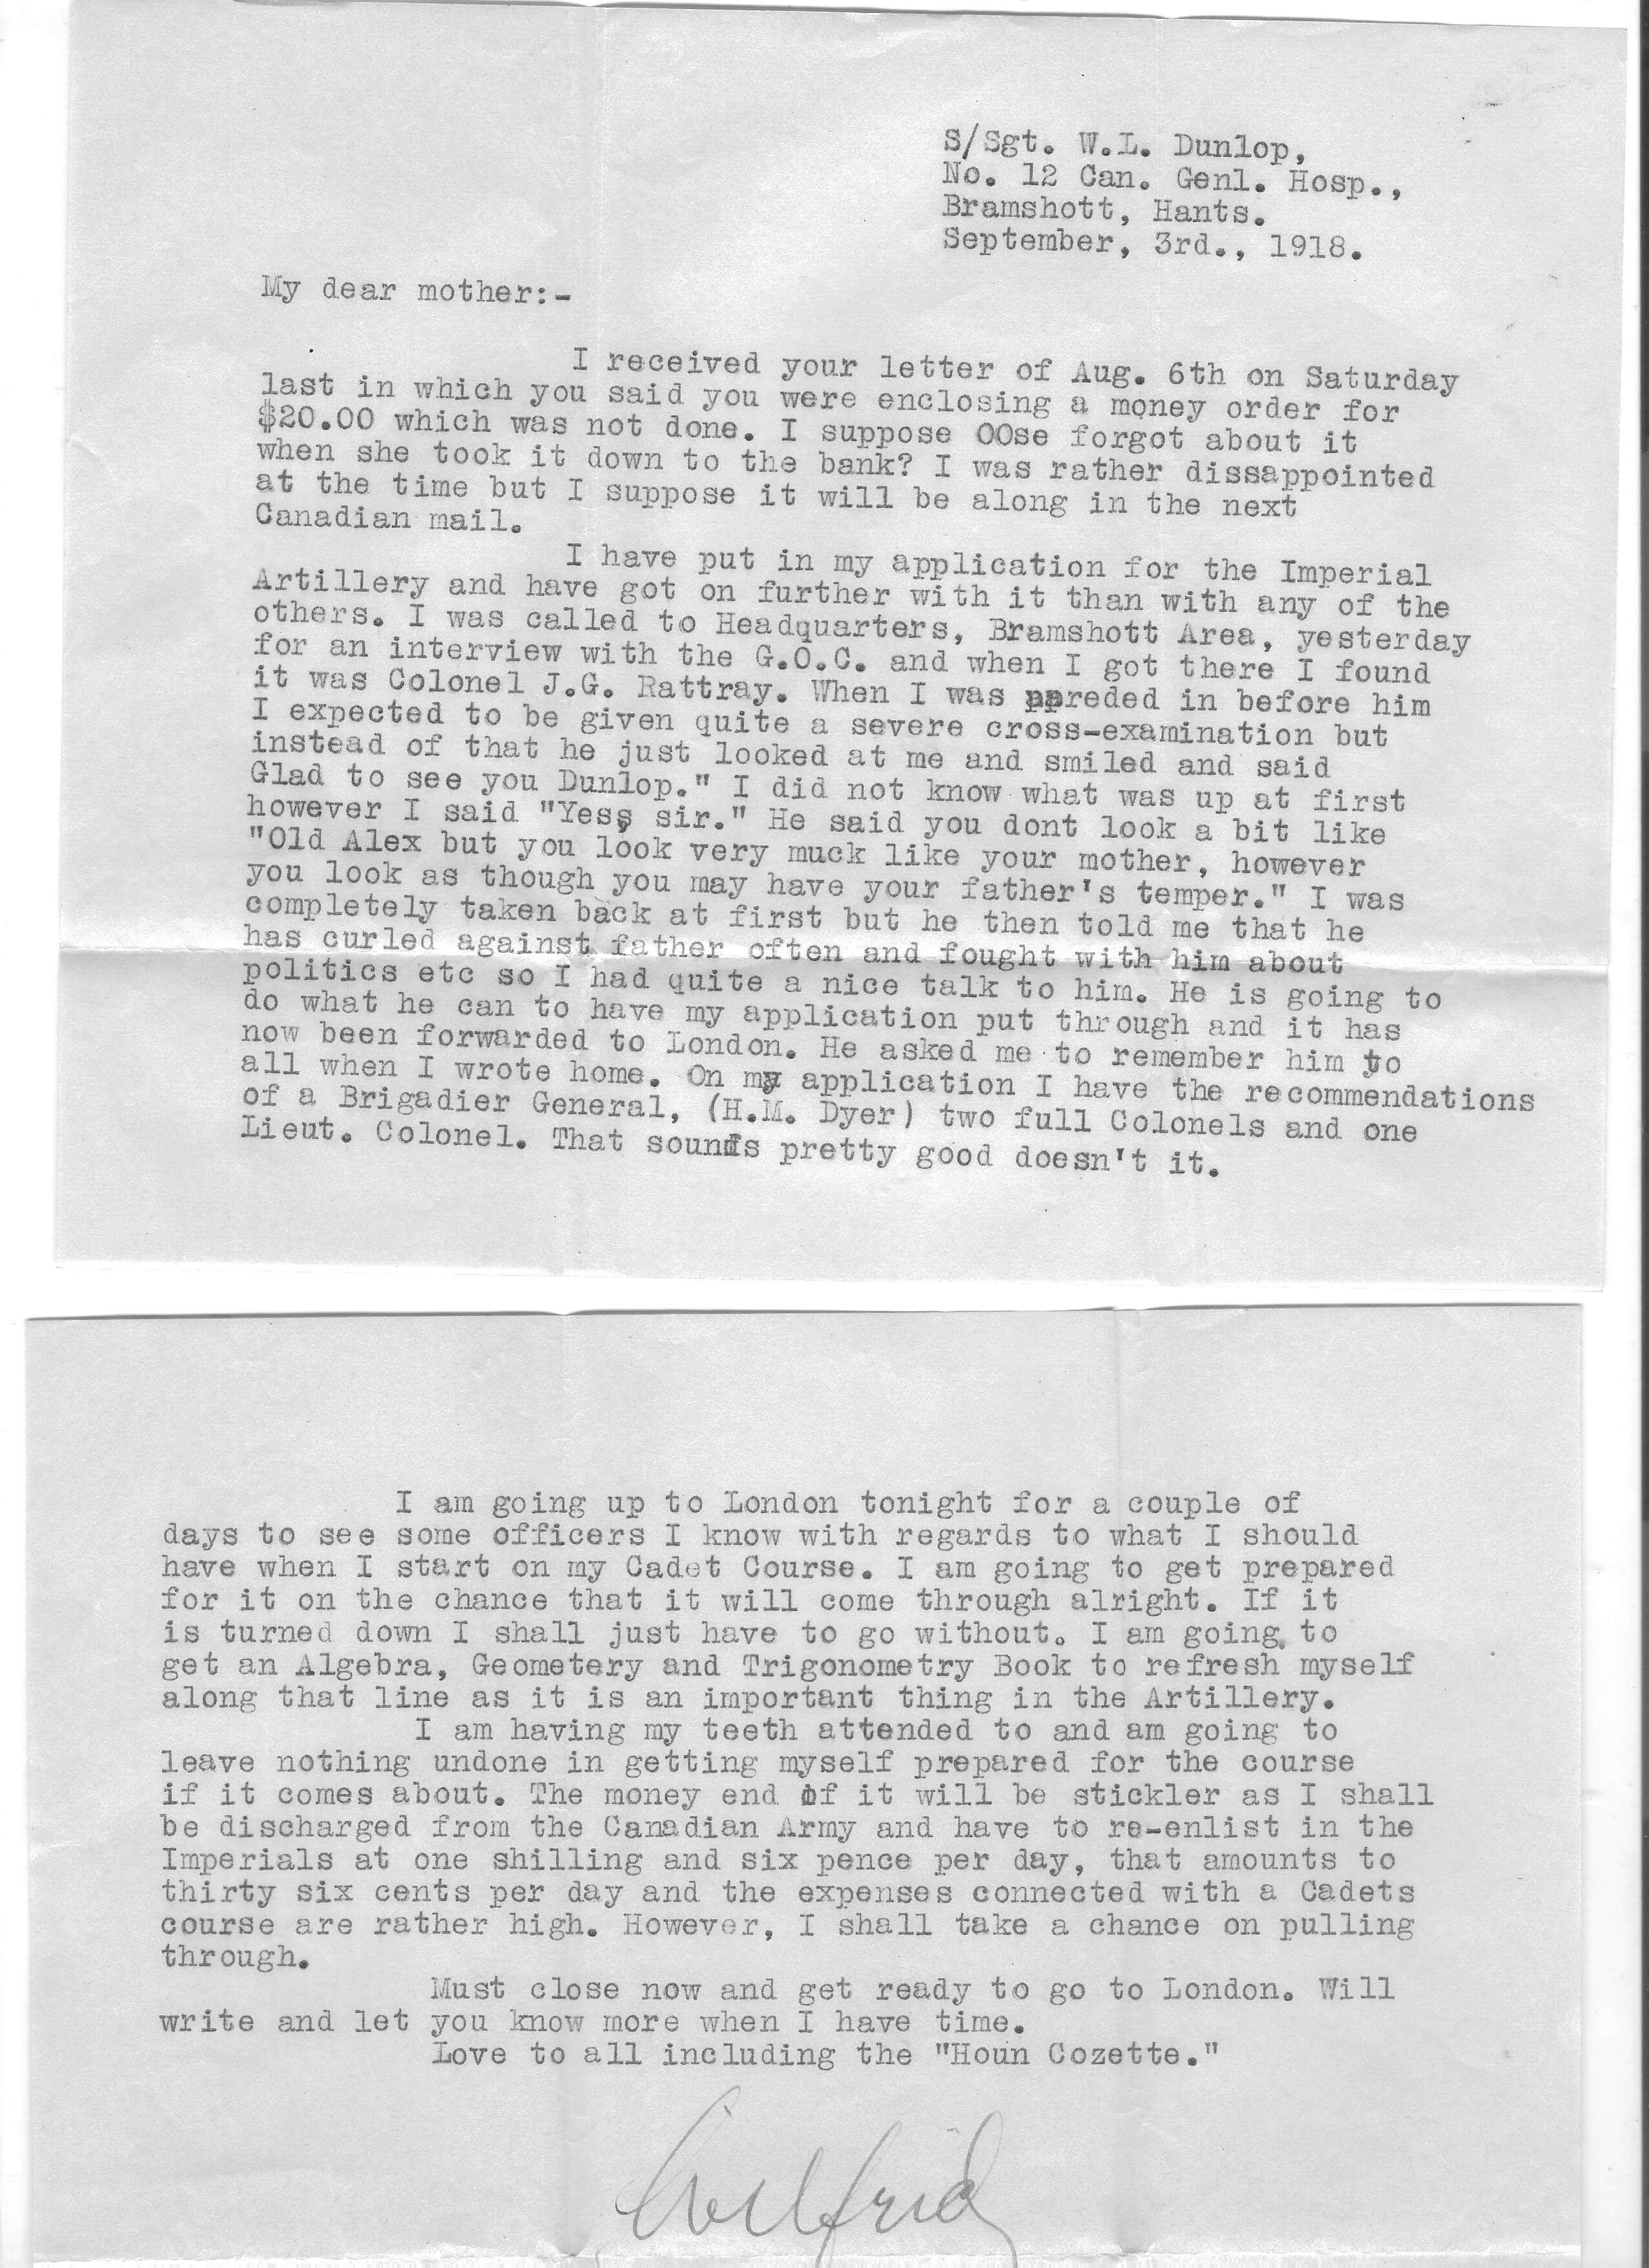 S/Sgt. W.L. Dunlop,
No. 12 Can. Genl. Hosp.,
Bramshott, Hants.
September, 3rd., 1918.
My dear mother:-
I received your letter of Aug. 6th on Saturday
last in which you said you were enclosing a money order for
$20.00 which was not done. I suppose OOse forgot about it
when she took it down to the bank? I was rather dissappointed
at the time but I suppose it will be along in the next
Canadian mail.
I have put in my application for the Imperial
Artillery and have got on further with it than with any of the
others. I was called to Headquarters, Bramshott Area, yesterday
for an interview with the G.O.C. and when I got there I found
it was Colonel J.G. Rattray. When I was in before him
I expected to be given quite a severe cross-examination but
instead of that he just looked at me and smiled and said
Glad to see you Dunlop." I did not know what was up at first
however I said "Yess sir." He said you dont look a bit like
"Old Alex but you look very muck like your mother, however
you look as though you may have your father's temper." I was
completely taken back at first but he then told me that he
has curled against father often and fought with him about
politics etc so I had quite a nice talk to him. He is going to
do what he can to have my application put through and it has
now been forwarded to London. He asked me to remember him to
all when I wrote home. On my application I have the recommendations
of a Brigadier General, (H.M. Dyer) two full Colonels and one
Lieut. Colonel. That sounds pretty good doesn't it.
I am going up to London tonight for a couple of
days to see some officers I know with regards to what I should
have when I start on my Cadet Course. I am going to get prepared
for it on the chance that it will come through alright. If it
is turned down I shall just have to go without. I am going to
get an Algebra, Geometery and Trigonometry Book to refresh myself
along that line as it is an important thing in the Artillery.
I am having my teeth attended to and am going to
leave nothing undone in getting myself prepared for the course
if it comes about. The money end of it will be stickler as I shall
be discharged from the Canadian Army and have to re-enlist in the
Imperials at one shilling and six pence per day, that amounts to
thirty six cents per day and the expenses connected with a Cadets
course are rather high. However, I shall take a chance on pulling
through.
Must close now and get ready to go to London. Will
write and let you know more when I have time.
Love to all including the "Houn Cozette."
Wilfrid